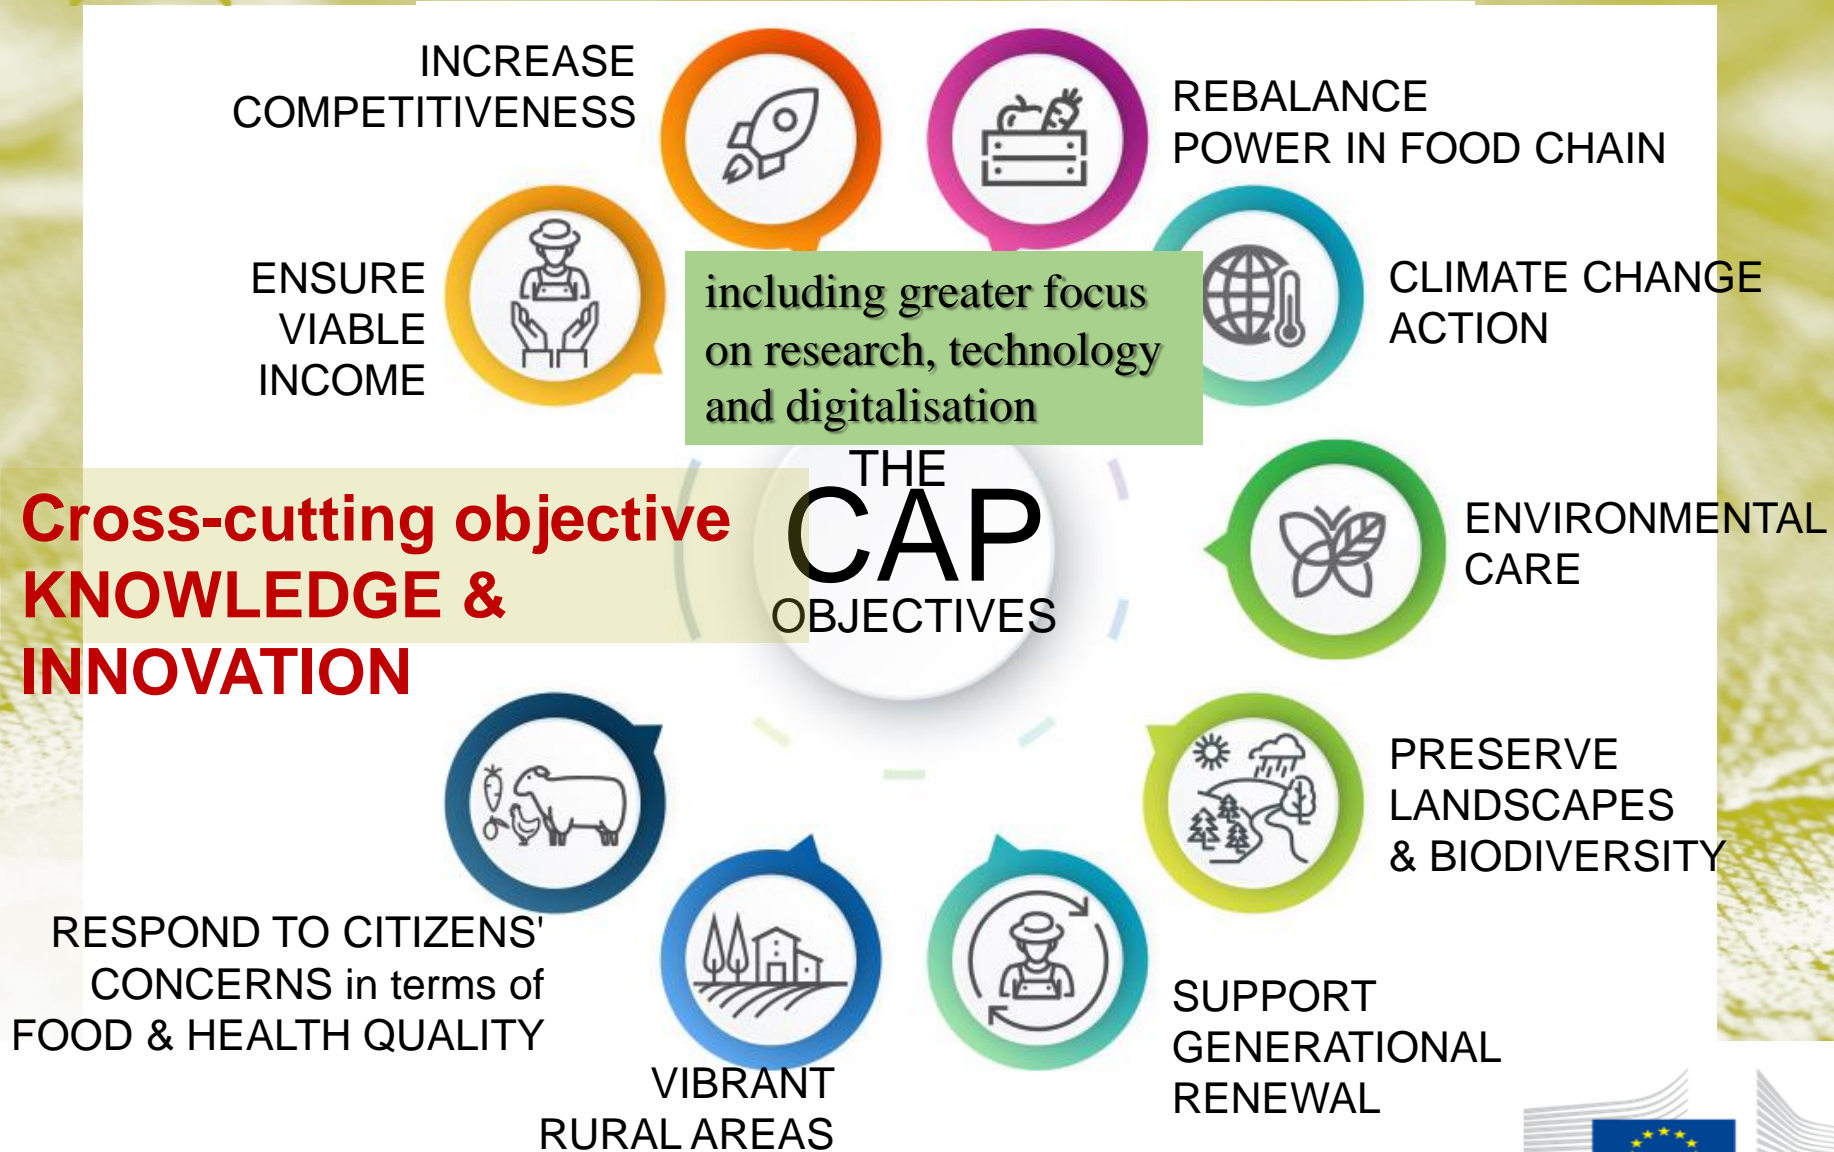 INCREASE
COMPETITIVENESS
REBALANCE
POWER IN FOOD CHAIN
ENSURE
VIABLE
INCOME
including greater focus
on research, technology
and digitalisation
CLIMATE CHANGE
ACTION
THE
CAP
OBJECTIVES
Cross-cutting objective
KNOWLEDGE &
INNOVATION
ENVIRONMENTAL
CARE
PRESERVE
LANDSCAPES
& BIODIVERSITY
RESPOND TO CITIZENS'
CONCERNS in terms of
FOOD & HEALTH QUALITY
VIBRANT
RURAL AREAS
SUPPORT
GENERATIONAL
RENEWAL